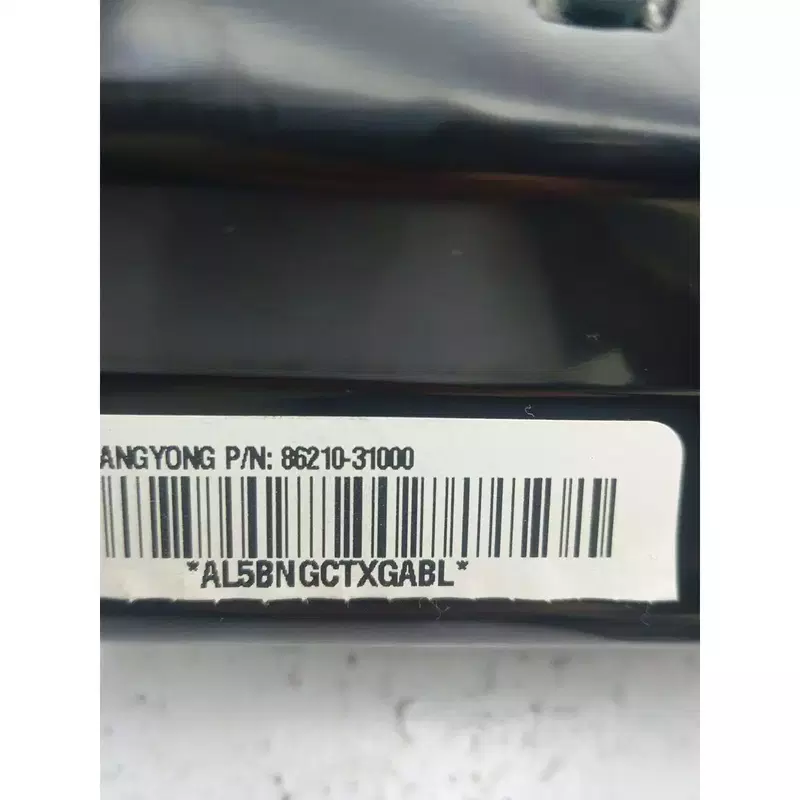 ANGYONG P/N: 86210-31000
*AL5BNGCTXGABL*